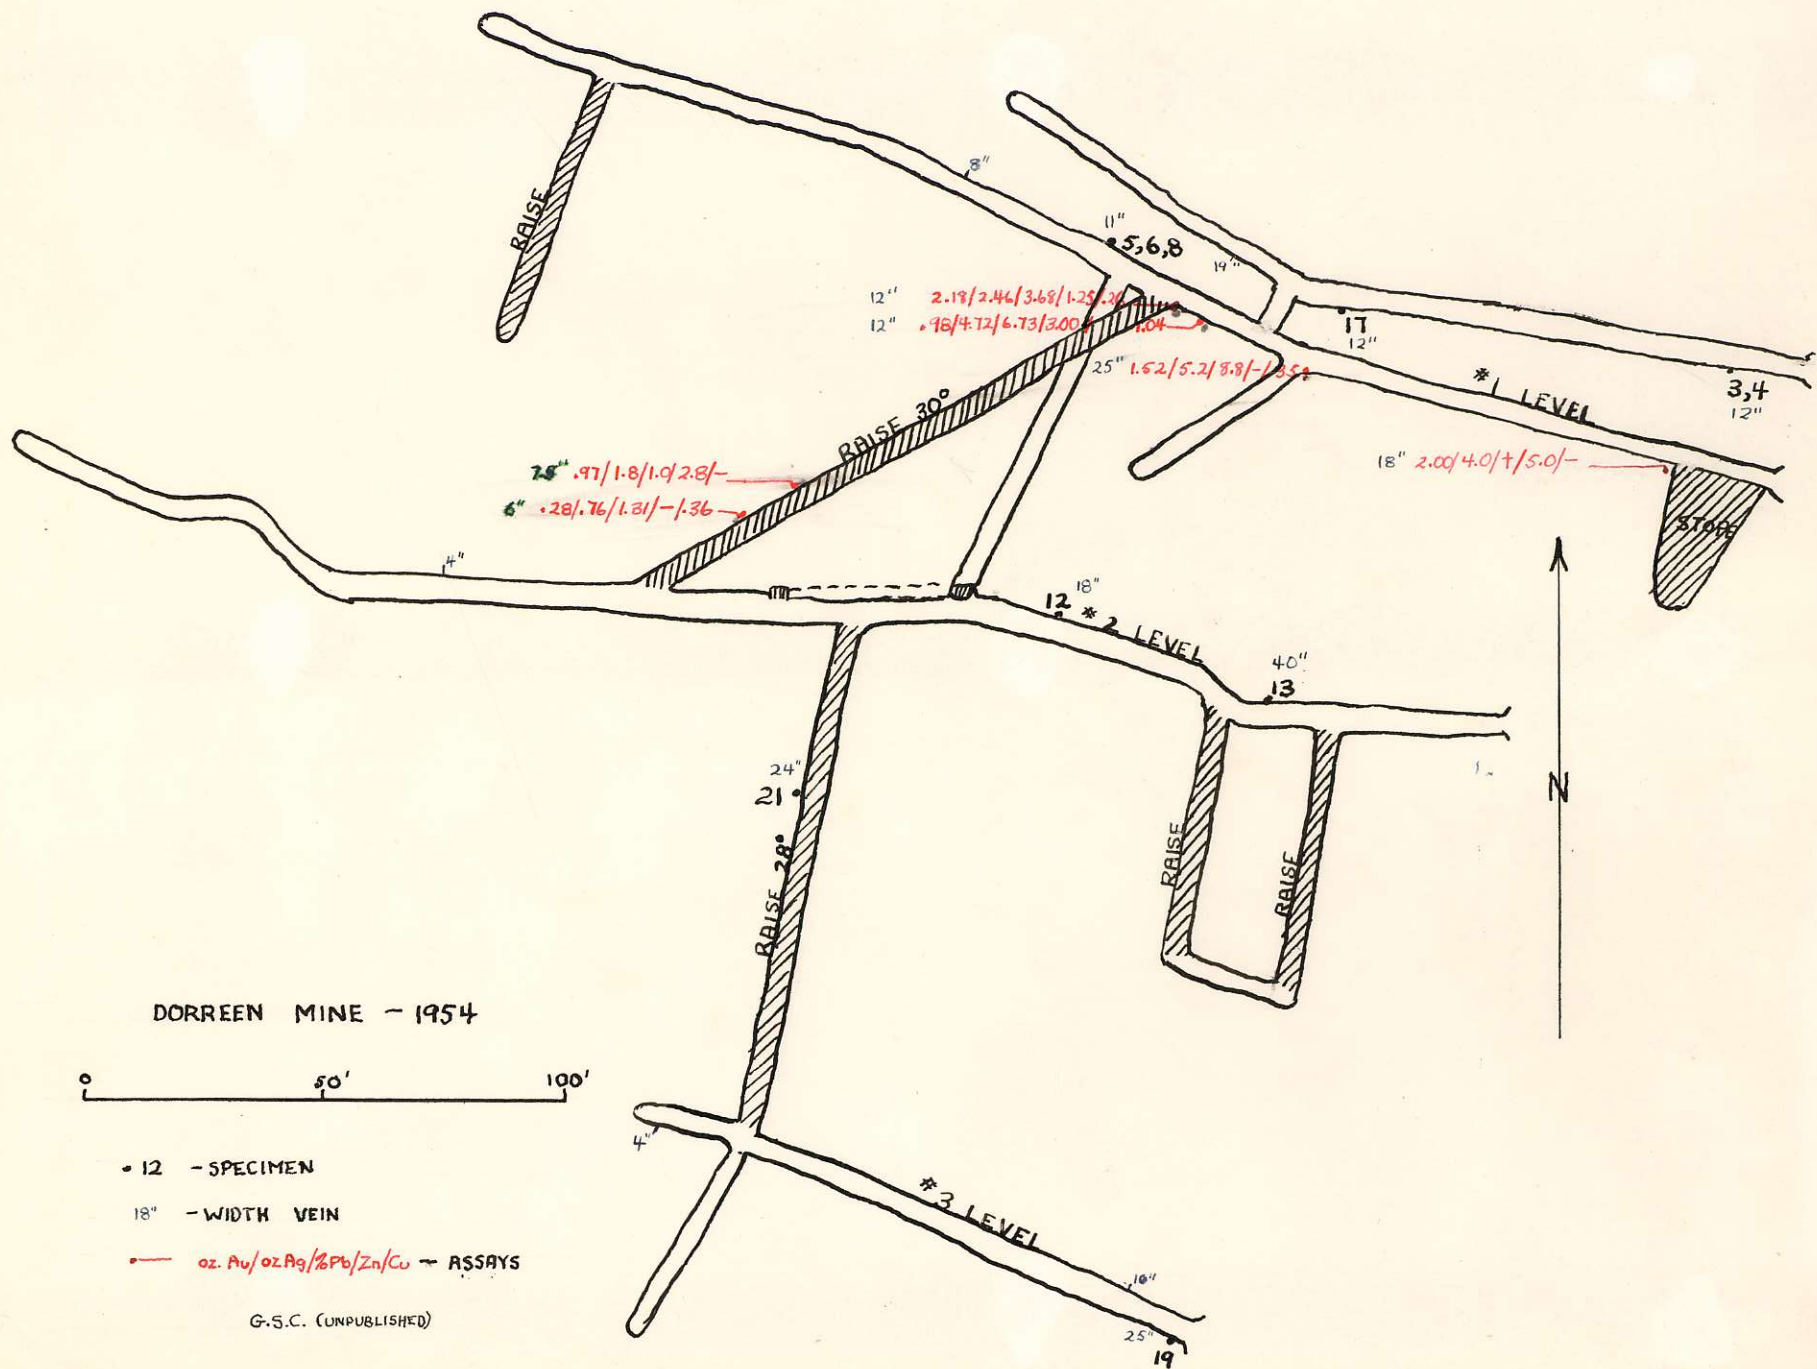 8"
11"
5,6,8
19"
RAISE
12" 2.18/2.46/3.68/1.25/.20
12" .98/4.72/6.73/3.00/1.04
17
12"
25" 1.52/5.2/8.8/-/.35
#1 LEVEL
3,4
12"
RAISE 30°
18" 2.00/4.0/+/5.0/-
.97/1.8/1.0/2.8/-
6" .28/.76/1.31/-/.36
STOPE
4"
18"
12
#2 LEVEL
40"
13
24"
21
N
RAISE 28°
RAISE
RAISE
DORREEN MINE - 1954
0 50' 100'
4"
• 12 - SPECIMEN
18" - WIDTH VEIN
oz. Au/oz Ag/%Pb/Zn/Cu - ASSAYS
G.S.C. (UNPUBLISHED)
#3 LEVEL
16"
25"
19